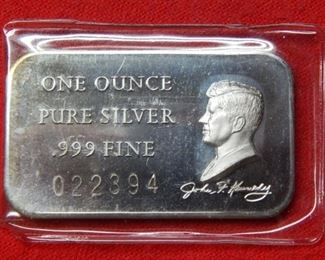 ONE OUNCE
PURE SILVER
.999 FINE
022394
John F. Kennedy